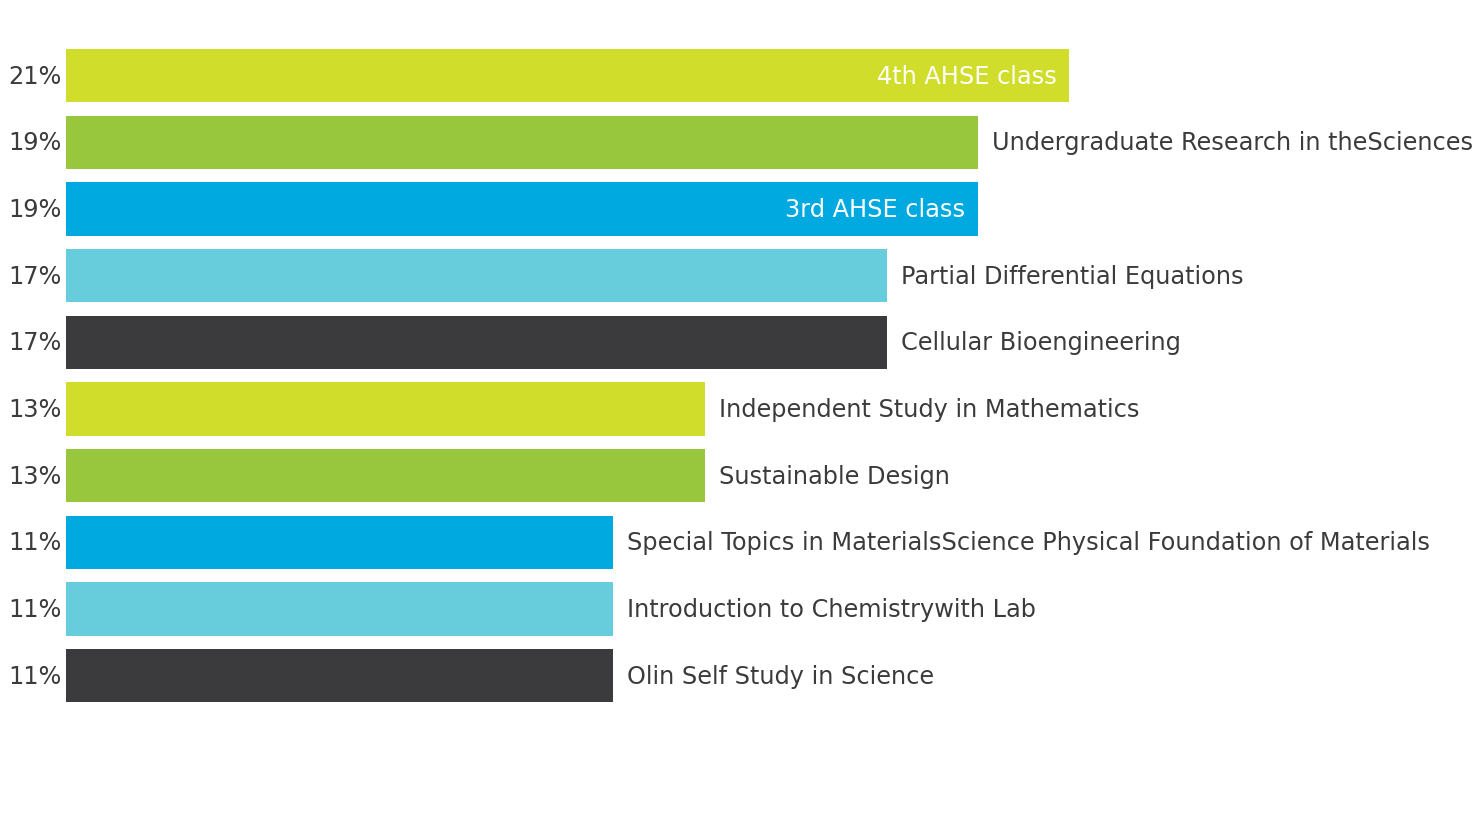 21% 4th AHSE class
19% Undergraduate Research in theSciences
19% 3rd AHSE class
17% Partial Differential Equations
17% Cellular Bioengineering
13% Independent Study in Mathematics
13% Sustainable Design
11% Special Topics in MaterialsScience Physical Foundation of Materials
11% Introduction to Chemistrywith Lab
11% Olin Self Study in Science